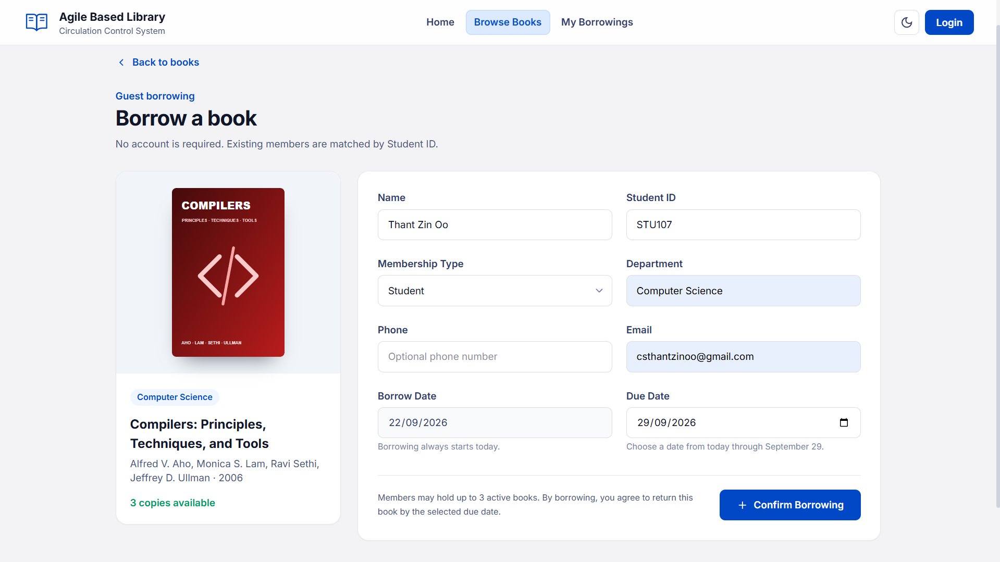 Agile Based Library
Circulation Control System
Home
Browse Books
My Borrowings
Login
Back to books
Guest borrowing
Borrow a book
No account is required. Existing members are matched by Student ID.
COMPILERS
PRINCIPLES · TECHNIQUES · TOOLS
AHO · LAM · SETHI · ULLMAN
Computer Science
Compilers: Principles,
Techniques, and Tools
Alfred V. Aho, Monica S. Lam, Ravi Sethi,
Jeffrey D. Ullman · 2006
3 copies available
Name
Thant Zin Oo
Student ID
STU107
Membership Type
Student
Department
Computer Science
Phone
Optional phone number
Email
csthantzinoo@gmail.com
Borrow Date
22/09/2026
Borrowing always starts today.
Due Date
29/09/2026
Choose a date from today through September 29.
Members may hold up to 3 active books. By borrowing, you agree to return this
book by the selected due date.
Confirm Borrowing